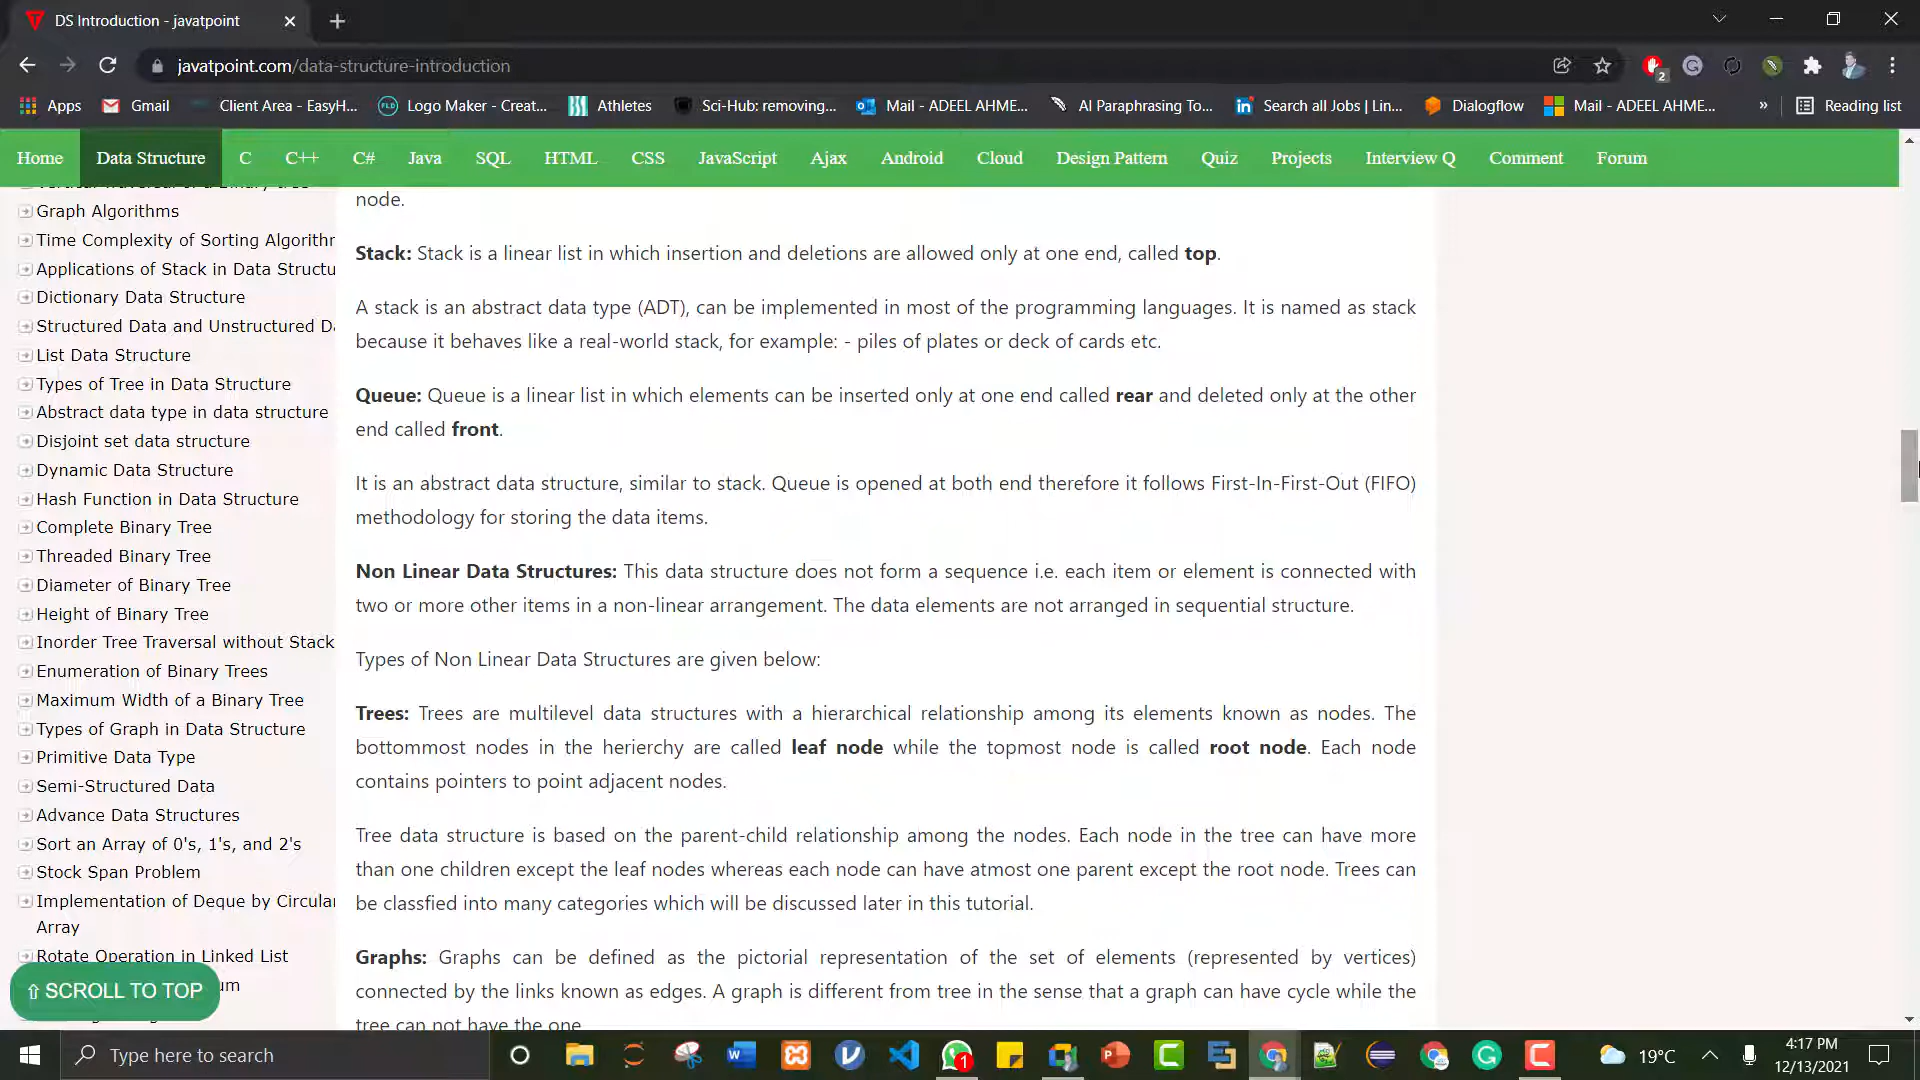 DS Introduction - javatpoint
javatpoint.com/data-structure-introduction
2
Apps
Gmail
Client Area - EasyH...
Logo Maker - Creat...
Athletes
Sci-Hub: removing...
Mail - ADEEL AHME...
AI Paraphrasing To...
Search all Jobs | Lin...
Dialogflow
Mail - ADEEL AHME...
»
Reading list
Home
Data Structure
C
C++
C#
Java
SQL
HTML
CSS
JavaScript
Ajax
Android
Cloud
Design Pattern
Quiz
Projects
Interview Q
Comment
Forum
Graph Algorithms
Time Complexity of Sorting Algorithr
Applications of Stack in Data Structu
Dictionary Data Structure
Structured Data and Unstructured Da
List Data Structure
Types of Tree in Data Structure
Abstract data type in data structure
Disjoint set data structure
Dynamic Data Structure
Hash Function in Data Structure
Complete Binary Tree
Threaded Binary Tree
Diameter of Binary Tree
Height of Binary Tree
Inorder Tree Traversal without Stack
Enumeration of Binary Trees
Maximum Width of a Binary Tree
Types of Graph in Data Structure
Primitive Data Type
Semi-Structured Data
Advance Data Structures
Sort an Array of 0's, 1's, and 2's
Stock Span Problem
Implementation of Deque by Circular
Array
Rotate Operation in Linked List
um
⇧ SCROLL TO TOP
node.
Stack: Stack is a linear list in which insertion and deletions are allowed only at one end, called top.
A stack is an abstract data type (ADT), can be implemented in most of the programming languages. It is named as stack
because it behaves like a real-world stack, for example: - piles of plates or deck of cards etc.
Queue: Queue is a linear list in which elements can be inserted only at one end called rear and deleted only at the other
end called front.
It is an abstract data structure, similar to stack. Queue is opened at both end therefore it follows First-In-First-Out (FIFO)
methodology for storing the data items.
Non Linear Data Structures: This data structure does not form a sequence i.e. each item or element is connected with
two or more other items in a non-linear arrangement. The data elements are not arranged in sequential structure.
Types of Non Linear Data Structures are given below:
Trees: Trees are multilevel data structures with a hierarchical relationship among its elements known as nodes. The
bottommost nodes in the herierchy are called leaf node while the topmost node is called root node. Each node
contains pointers to point adjacent nodes.
Tree data structure is based on the parent-child relationship among the nodes. Each node in the tree can have more
than one children except the leaf nodes whereas each node can have atmost one parent except the root node. Trees can
be classfied into many categories which will be discussed later in this tutorial.
Graphs: Graphs can be defined as the pictorial representation of the set of elements (represented by vertices)
connected by the links known as edges. A graph is different from tree in the sense that a graph can have cycle while the
tree can not have the one.
Type here to search
1
19°C
4:17 PM
12/13/2021